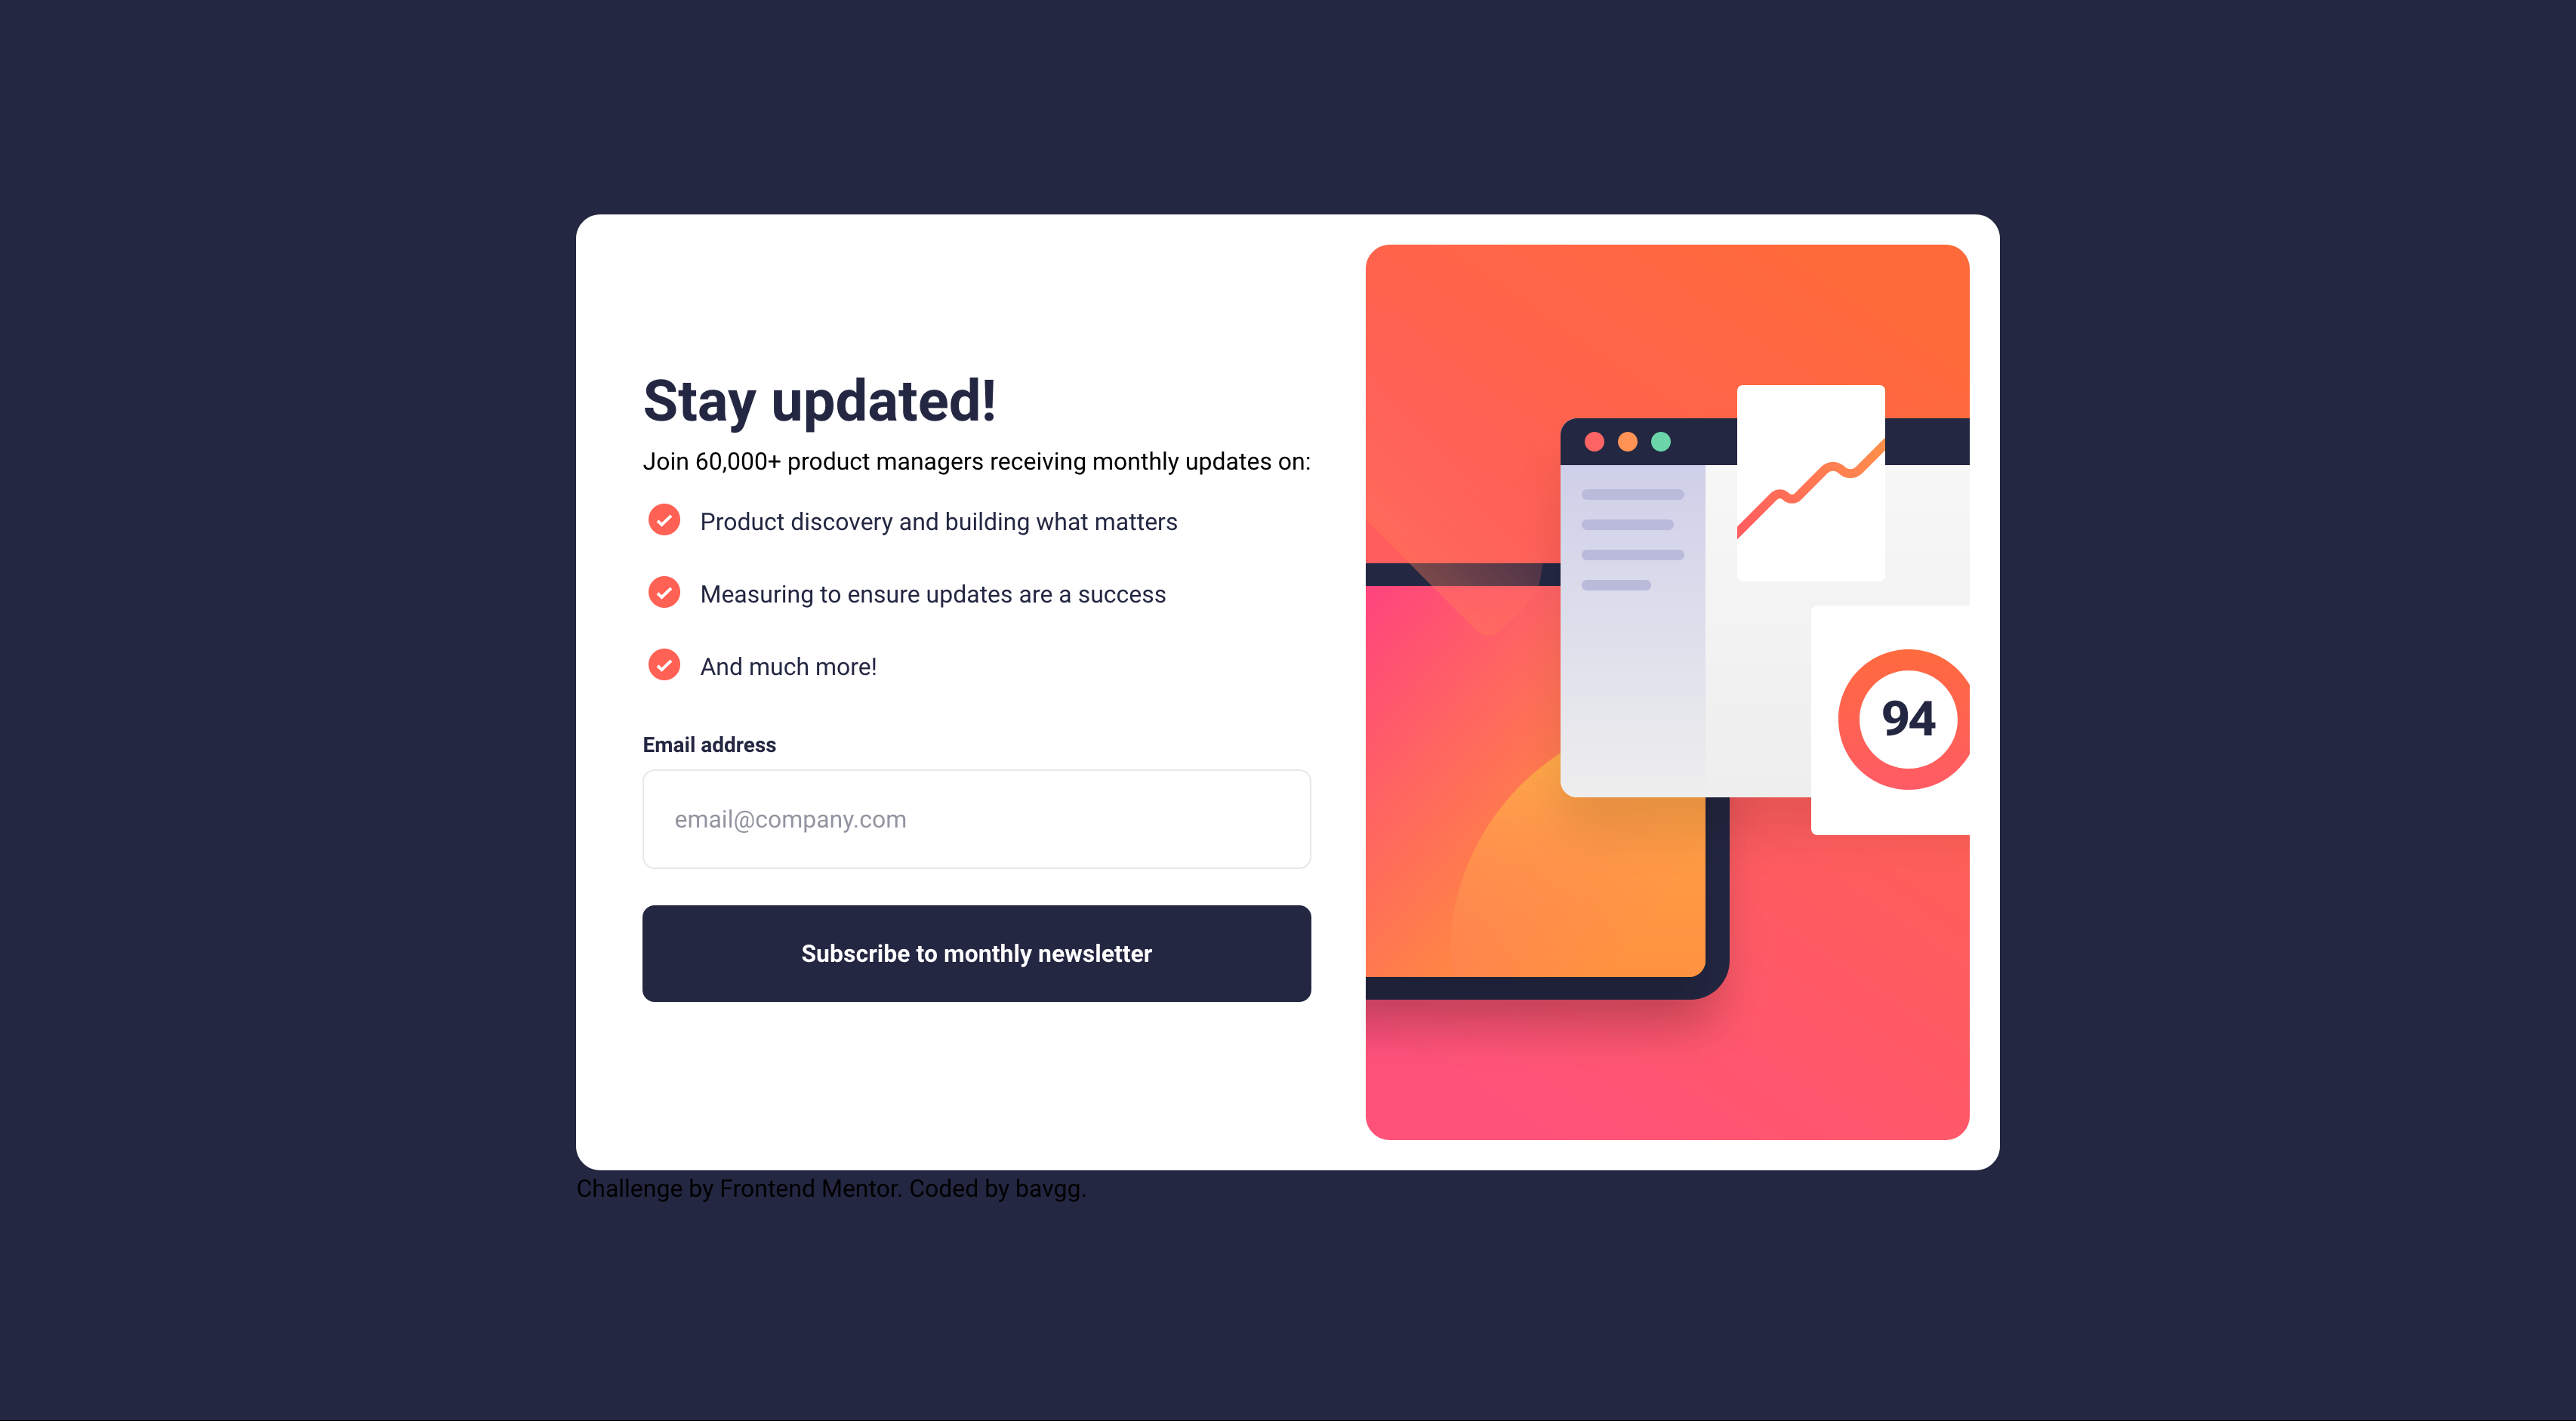 Stay updated!
Join 60,000+ product managers receiving monthly updates on:
Product discovery and building what matters
Measuring to ensure updates are a success
And much more!
Email address
email@company.com
Subscribe to monthly newsletter
94
Challenge by Frontend Mentor. Coded by bavgg.